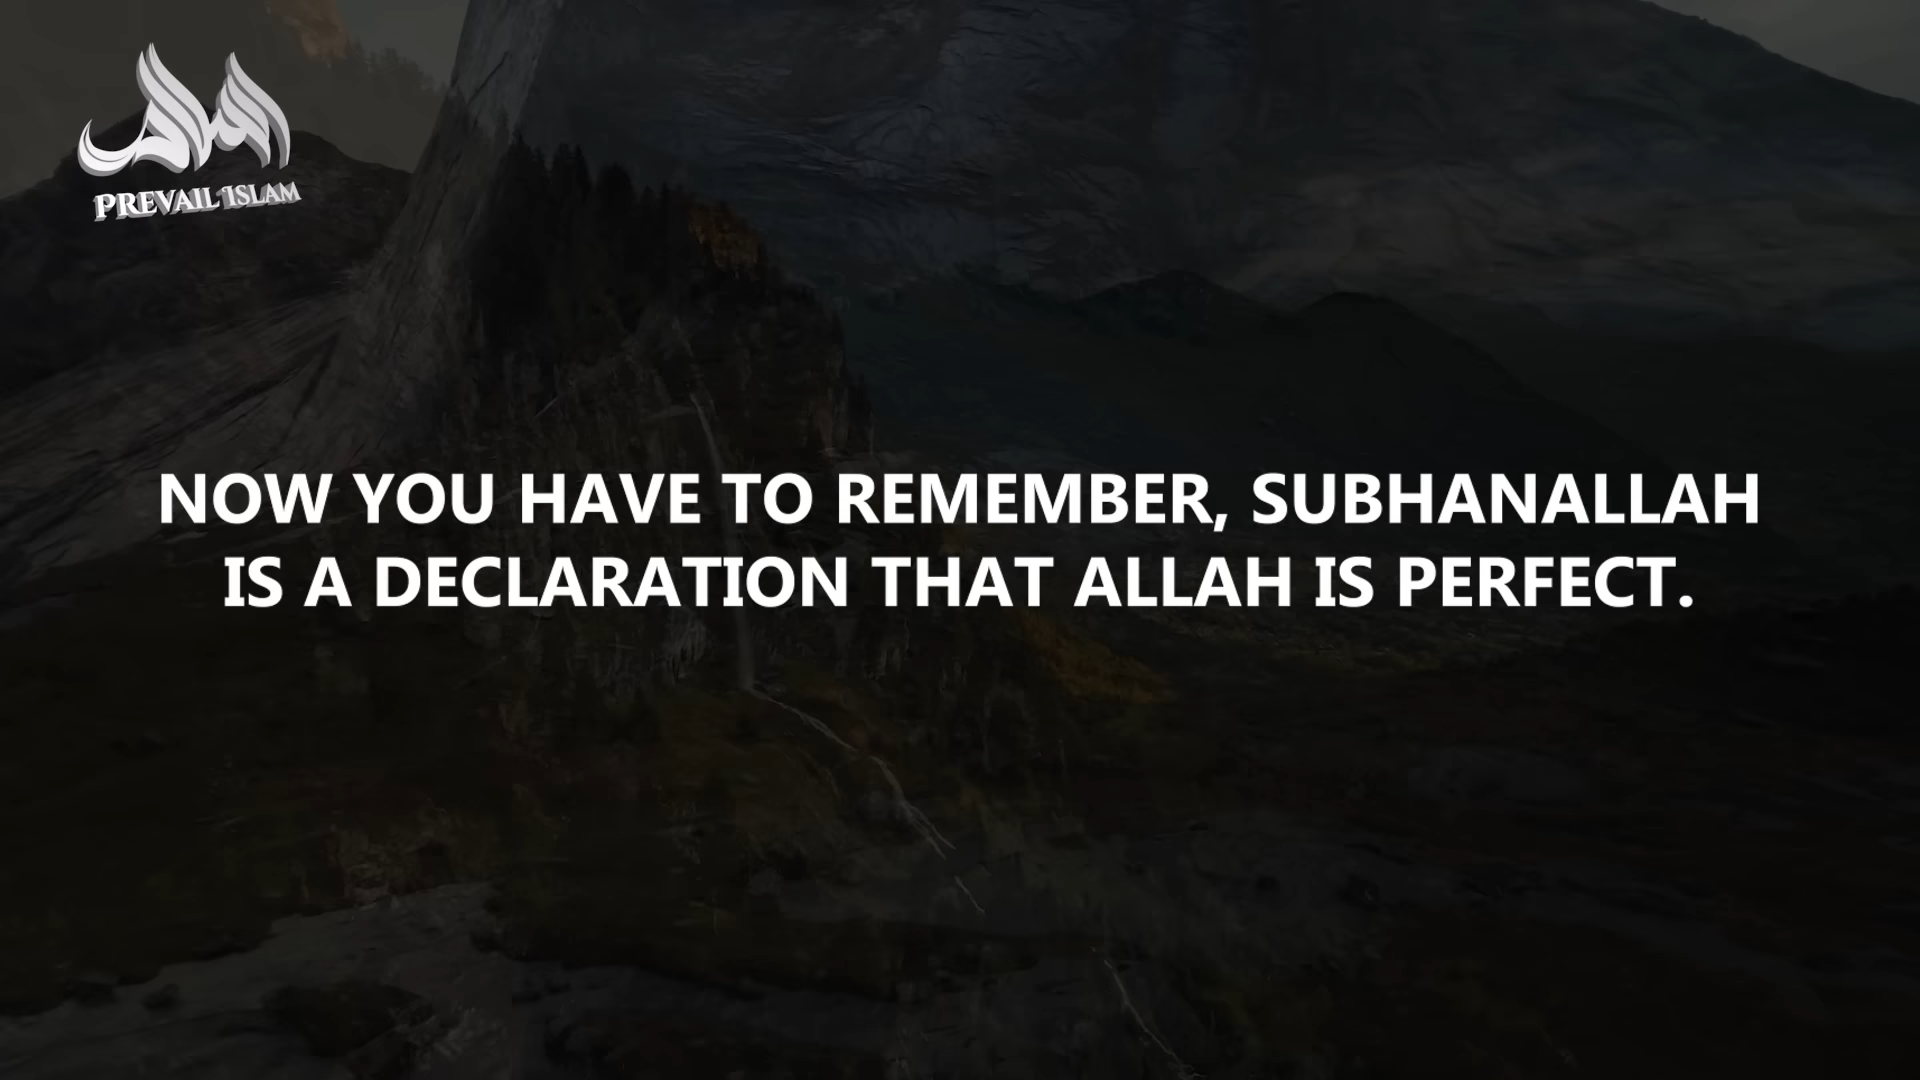 PREVAIL ISLAM
NOW YOU HAVE TO REMEMBER, SUBHANALLAH
IS A DECLARATION THAT ALLAH IS PERFECT.